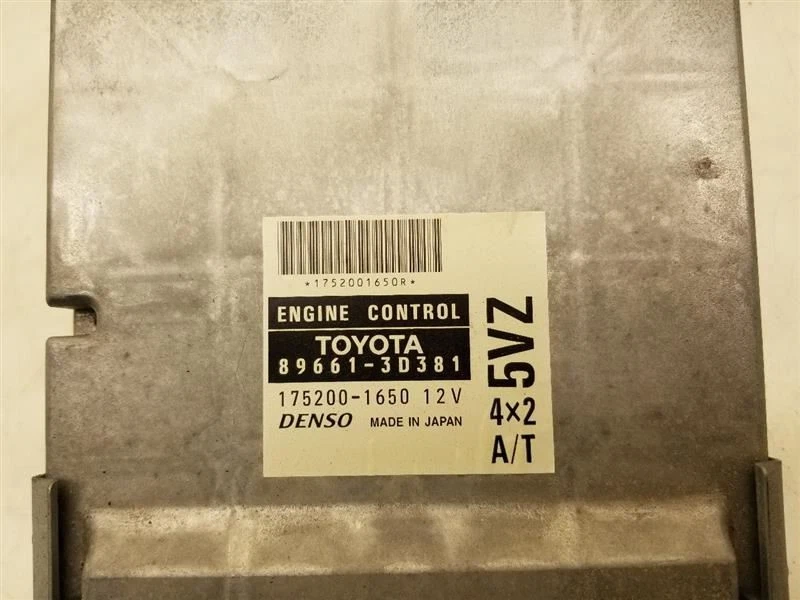 *1752001650R*
ENGINE CONTROL
TOYOTA
89661-3D381
175200-1650 12V
DENSO MADE IN JAPAN
5VZ
4×2
A/T